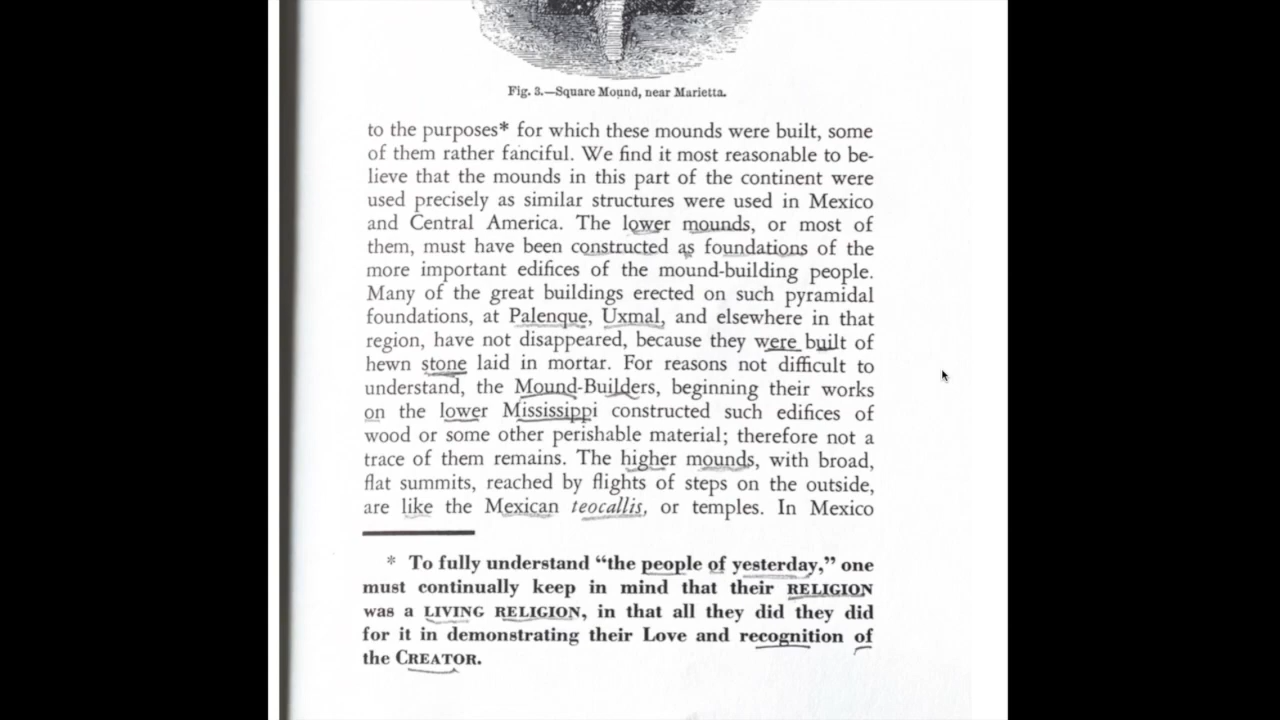 Fig. 3.—Square Mound, near Marietta.
to the purposes* for which these mounds were built, some
of them rather fanciful. We find it most reasonable to be-
lieve that the mounds in this part of the continent were
used precisely as similar structures were used in Mexico
and Central America. The lower mounds, or most of
them, must have been constructed as foundations of the
more important edifices of the mound-building people.
Many of the great buildings erected on such pyramidal
foundations, at Palenque, Uxmal, and elsewhere in that
region, have not disappeared, because they were built of
hewn stone laid in mortar. For reasons not difficult to
understand, the Mound-Builders, beginning their works
on the lower Mississippi constructed such edifices of
wood or some other perishable material; therefore not a
trace of them remains. The higher mounds, with broad,
flat summits, reached by flights of steps on the outside,
are like the Mexican teocallis, or temples. In Mexico
* To fully understand “the people of yesterday,” one
must continually keep in mind that their RELIGION
was a LIVING RELIGION, in that all they did they did
for it in demonstrating their Love and recognition of
the CREATOR.